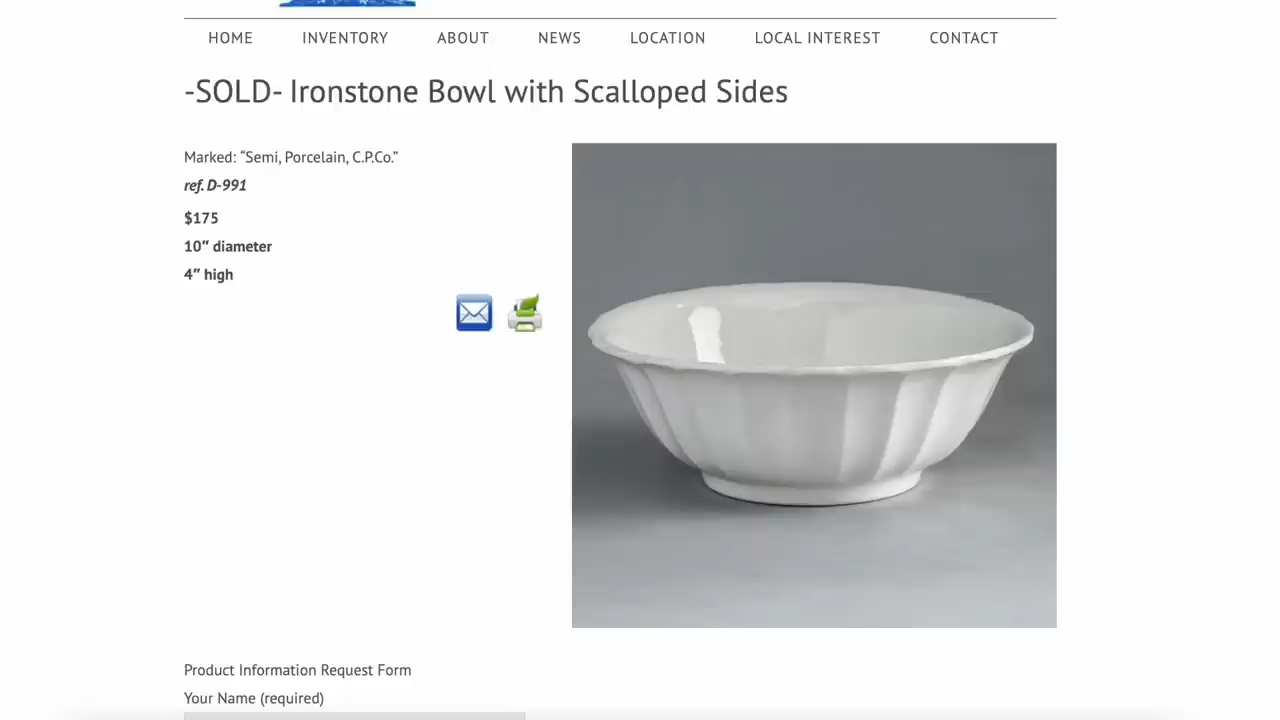 HOME INVENTORY ABOUT NEWS LOCATION LOCAL INTEREST CONTACT
-SOLD- Ironstone Bowl with Scalloped Sides
Marked: “Semi, Porcelain, C.P.Co.”
ref. D-991
$175
10″ diameter
4″ high
Product Information Request Form
Your Name (required)